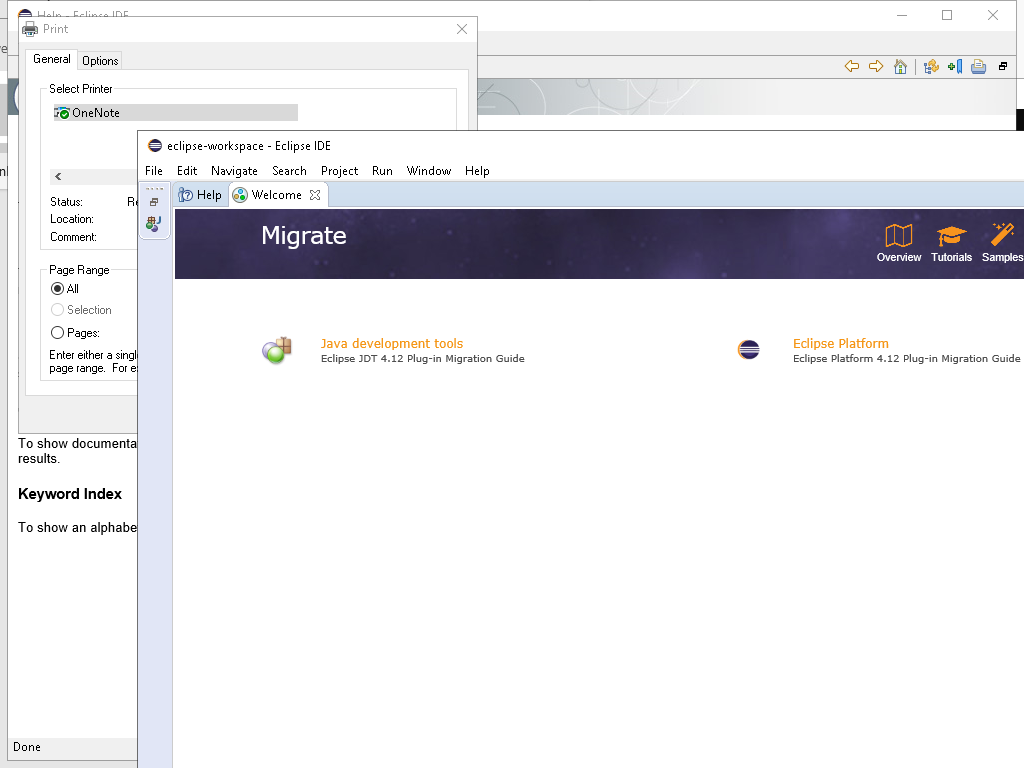 Help - Eclipse IDE
Print
General
Options
Select Printer
OneNote
Status:
Location:
Comment:
Page Range
All
Selection
Pages:
Enter either a singl
page range. For e
To show documenta
results.
Keyword Index
To show an alphabe
Done
eclipse-workspace - Eclipse IDE
File Edit Navigate Search Project Run Window Help
Help
Welcome
Migrate
Overview
Tutorials
Samples
Java development tools
Eclipse JDT 4.12 Plug-in Migration Guide
Eclipse Platform
Eclipse Platform 4.12 Plug-in Migration Guide